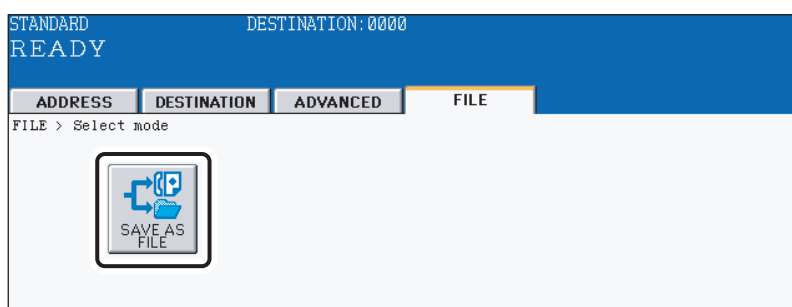 STANDARD DESTINATION:0000
READY
ADDRESS DESTINATION ADVANCED FILE
FILE > Select mode
SAVE AS
FILE